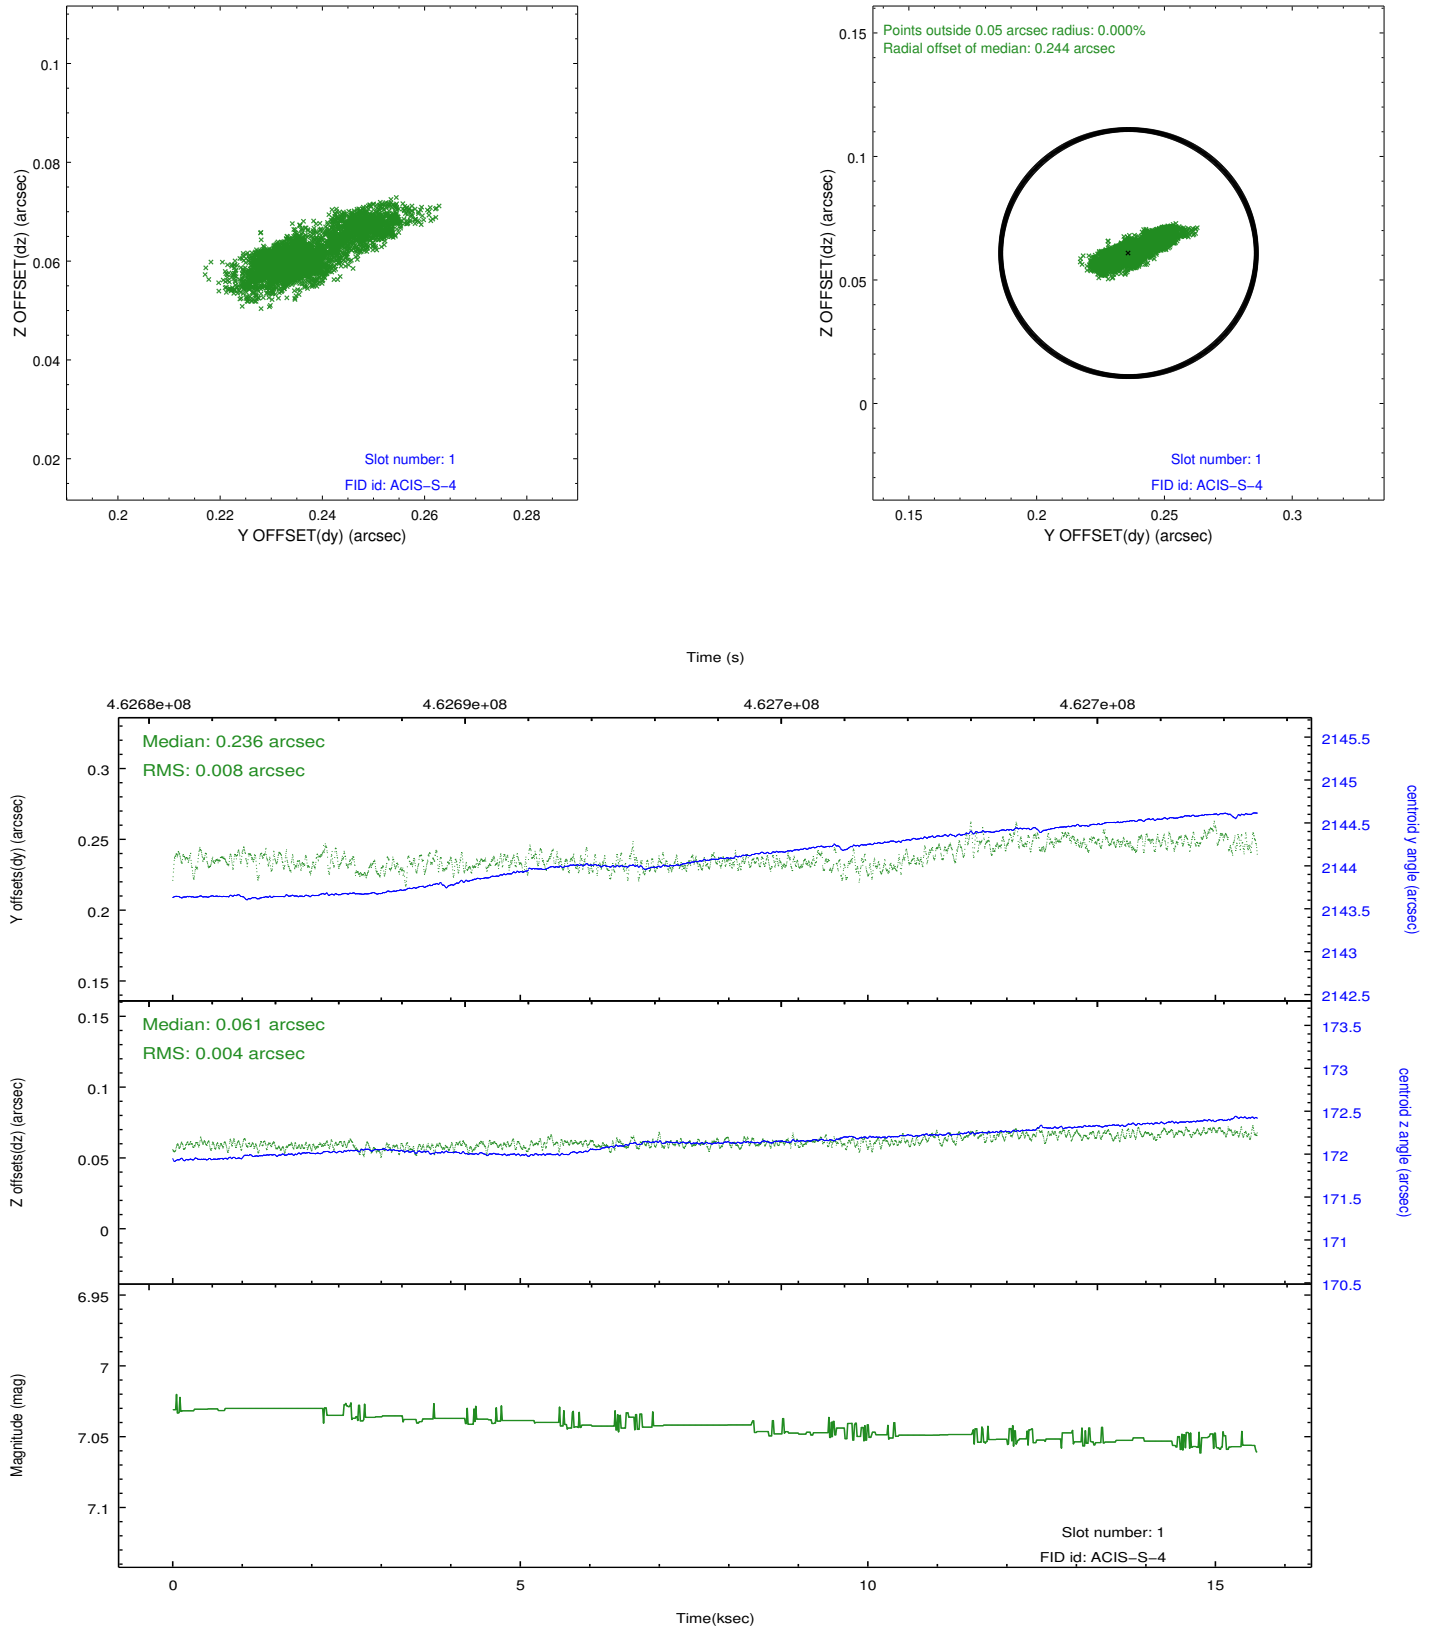 0.1
0.08
0.06
0.04
0.02
Z OFFSET(dz) (arcsec)
Slot number: 1
FID id: ACIS−S−4
0.2 0.22 0.24 0.26 0.28
Y OFFSET(dy) (arcsec)
Points outside 0.05 arcsec radius: 0.000%
Radial offset of median: 0.244 arcsec
0.15
0.1
0.05
0
Z OFFSET(dz) (arcsec)
Slot number: 1
FID id: ACIS−S−4
0.15 0.2 0.25 0.3
Y OFFSET(dy) (arcsec)
Time (s)
4.6268e+08 4.6269e+08 4.627e+08 4.627e+08
Median: 0.236 arcsec
RMS: 0.008 arcsec
0.3
0.25
0.2
0.15
Y offsets(dy) (arcsec)
2145.5
2145
2144.5
2144
2143.5
2143
2142.5
centroid y angle (arcsec)
Median: 0.061 arcsec
RMS: 0.004 arcsec
0.15
0.1
0.05
0
Z offsets(dz) (arcsec)
173.5
173
172.5
172
171.5
171
170.5
centroid z angle (arcsec)
6.95
7
7.05
7.1
Magnitude (mag)
Slot number: 1
FID id: ACIS−S−4
0 5 10 15
Time(ksec)